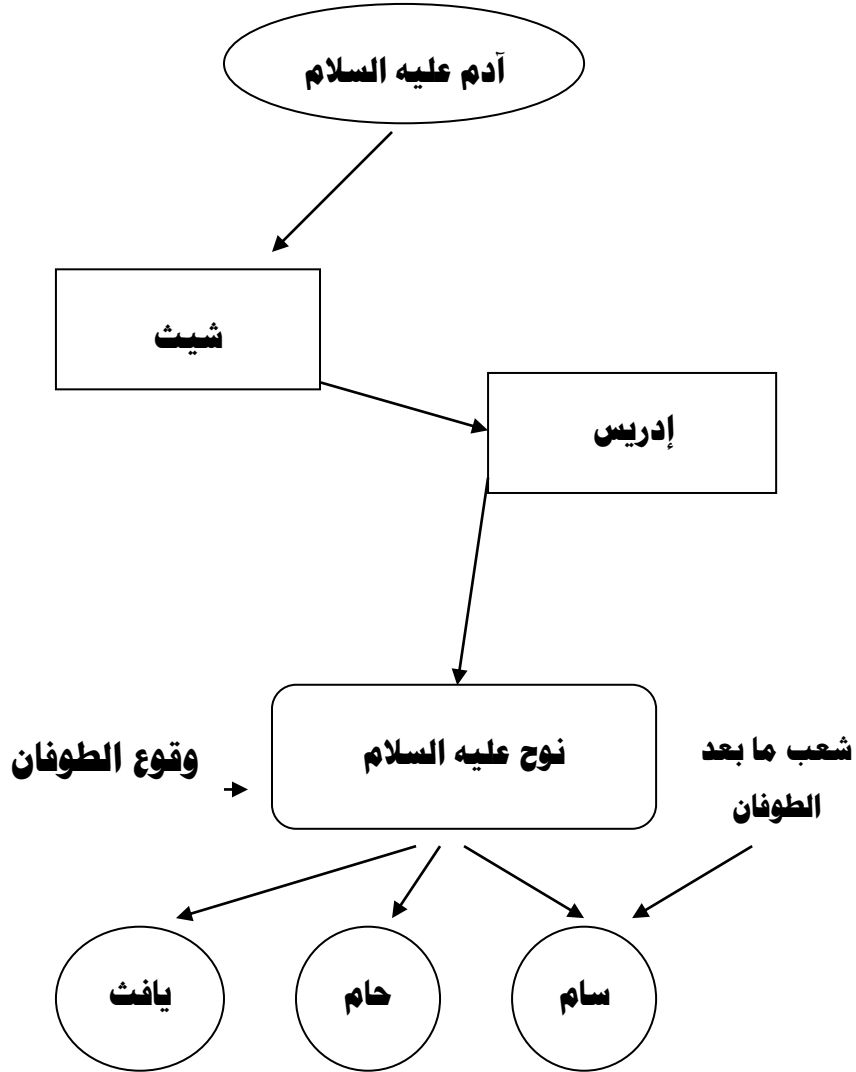 آدم عليه السلام
شيث
إدريس
نوح عليه السلام
شعب ما بعد
الطوفان
وقوع الطوفان
سام
حام
يافث